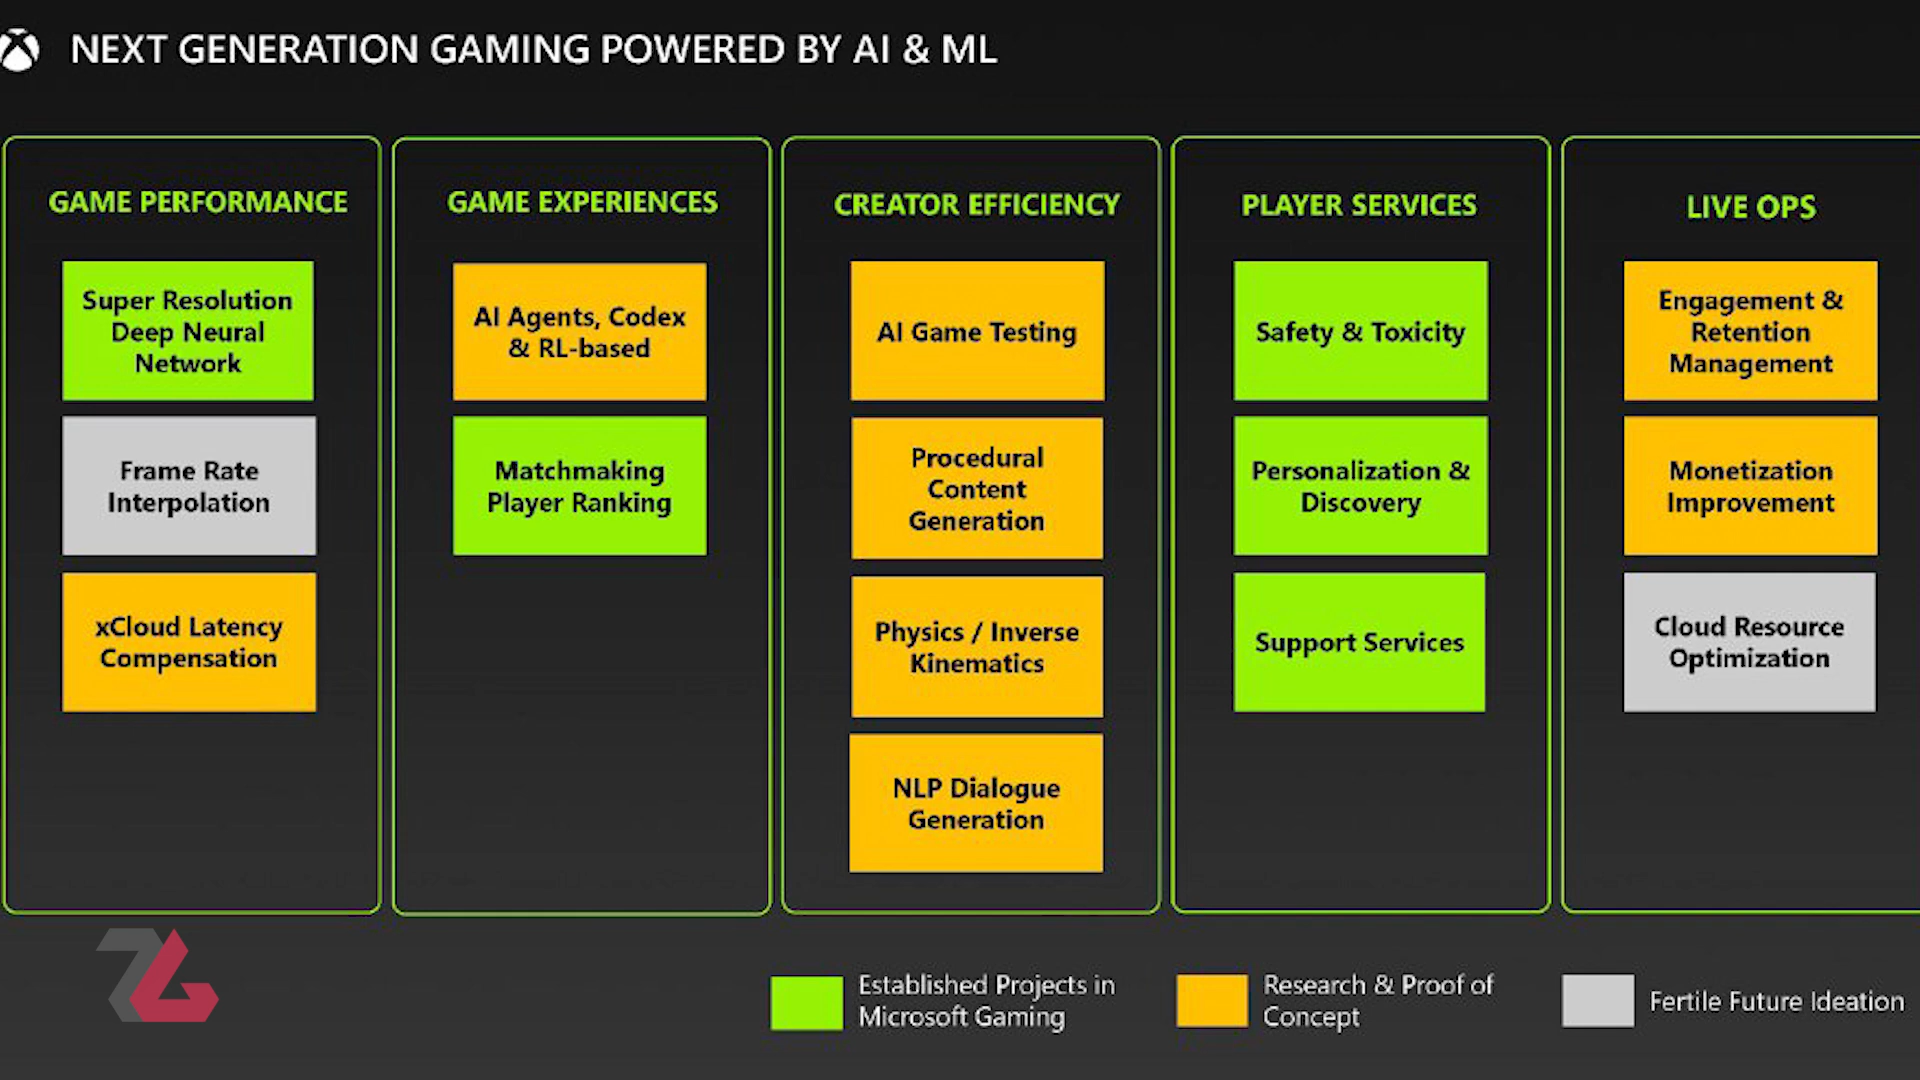 NEXT GENERATION GAMING POWERED BY AI & ML
GAME PERFORMANCE
Super Resolution
Deep Neural
Network
Frame Rate
Interpolation
xCloud Latency
Compensation
GAME EXPERIENCES
AI Agents, Codex
& RL-based
Matchmaking
Player Ranking
CREATOR EFFICIENCY
AI Game Testing
Procedural
Content
Generation
Physics / Inverse
Kinematics
NLP Dialogue
Generation
PLAYER SERVICES
Safety & Toxicity
Personalization &
Discovery
Support Services
LIVE OPS
Engagement &
Retention
Management
Monetization
Improvement
Cloud Resource
Optimization
Established Projects in
Microsoft Gaming
Research & Proof of
Concept
Fertile Future Ideation